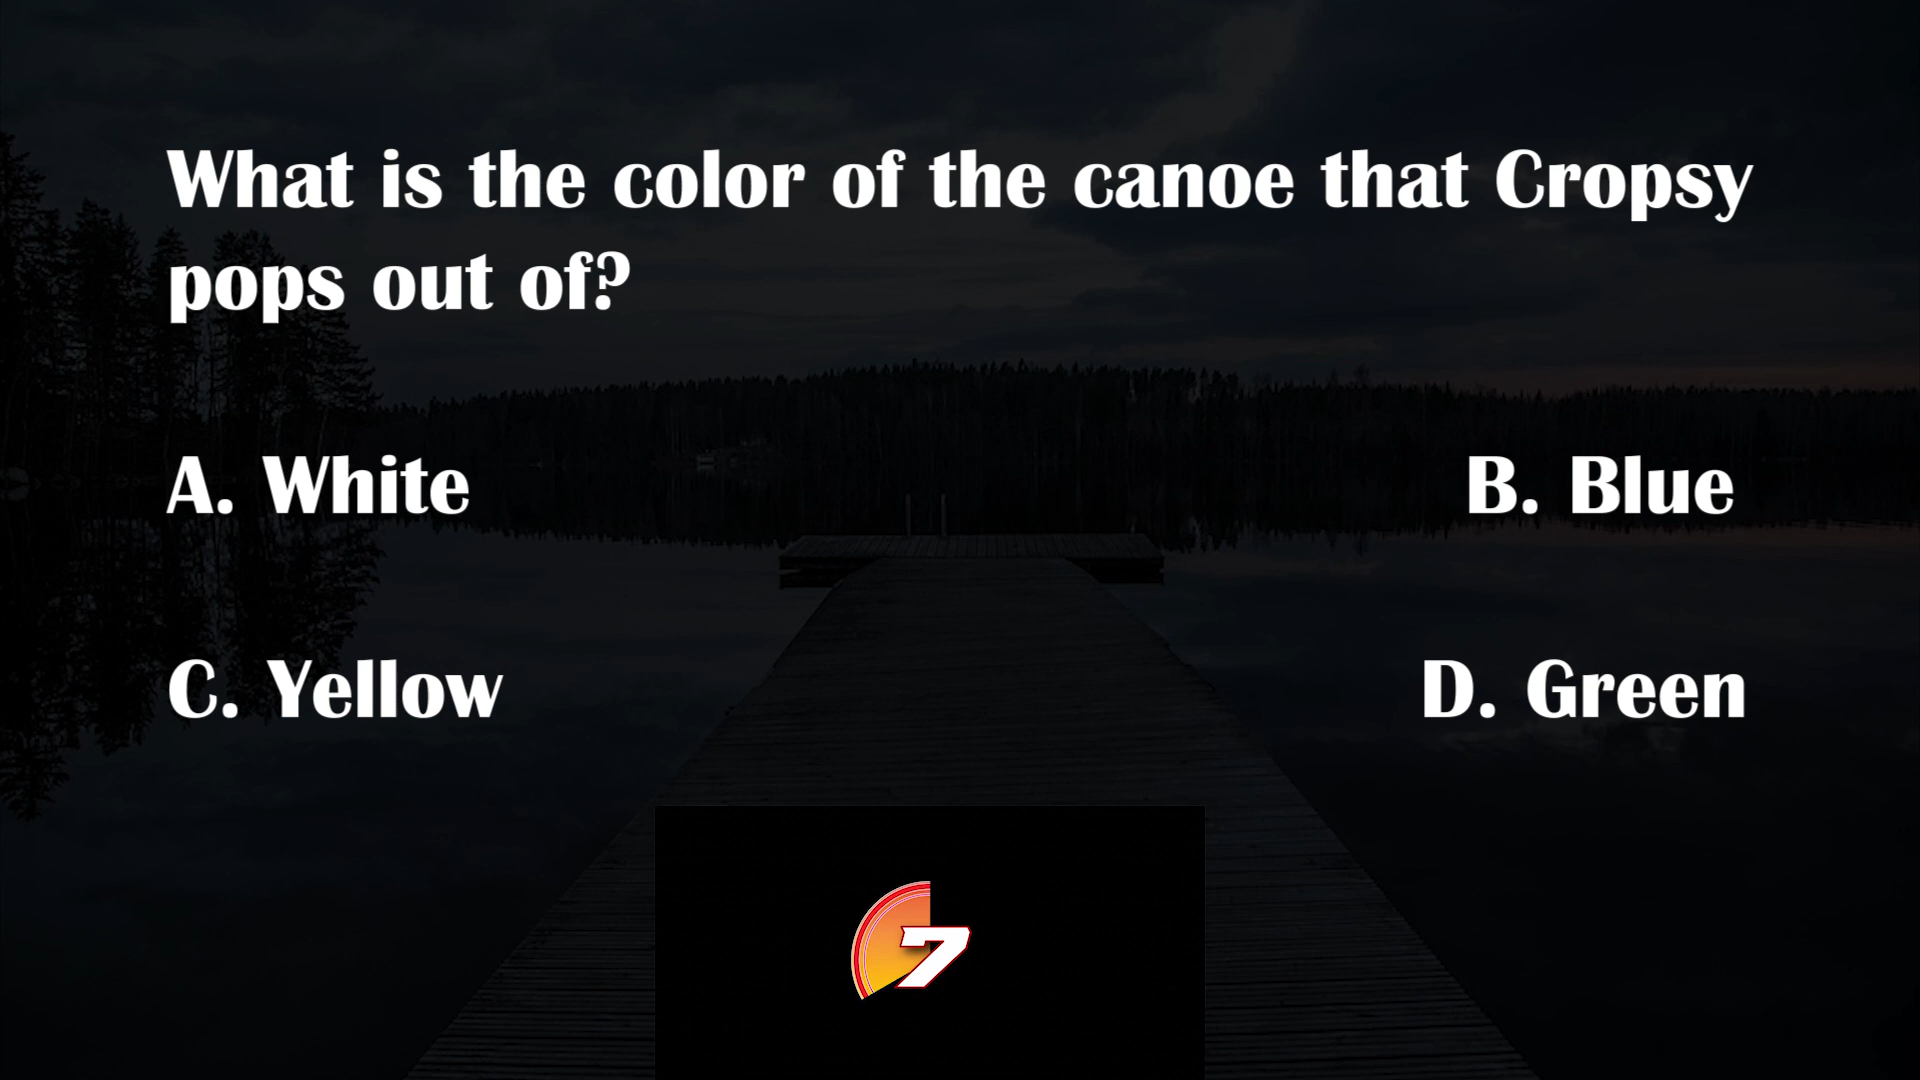 What is the color of the canoe that Cropsy
pops out of?
A. White
B. Blue
C. Yellow
D. Green
7